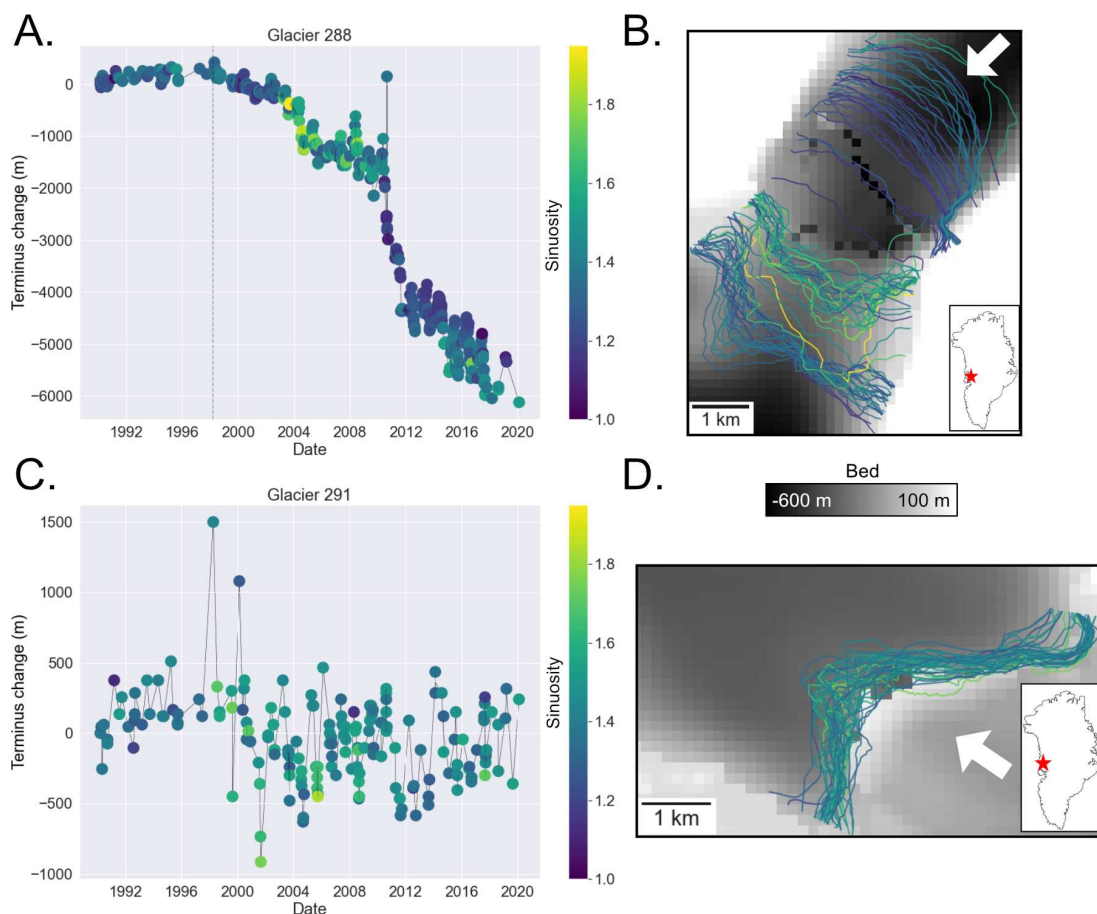 A.
Glacier 288
Terminus change (m)
0
−1000
−2000
−3000
−4000
−5000
−6000
1992 1996 2000 2004 2008 2012 2016 2020
Date
Sinuosity
1.8
1.6
1.4
1.2
1.0
B.
1 km
C.
Glacier 291
Terminus change (m)
1500
1000
500
0
−500
−1000
1992 1996 2000 2004 2008 2012 2016 2020
Date
Sinuosity
1.8
1.6
1.4
1.2
1.0
D.
Bed
-600 m 100 m
1 km